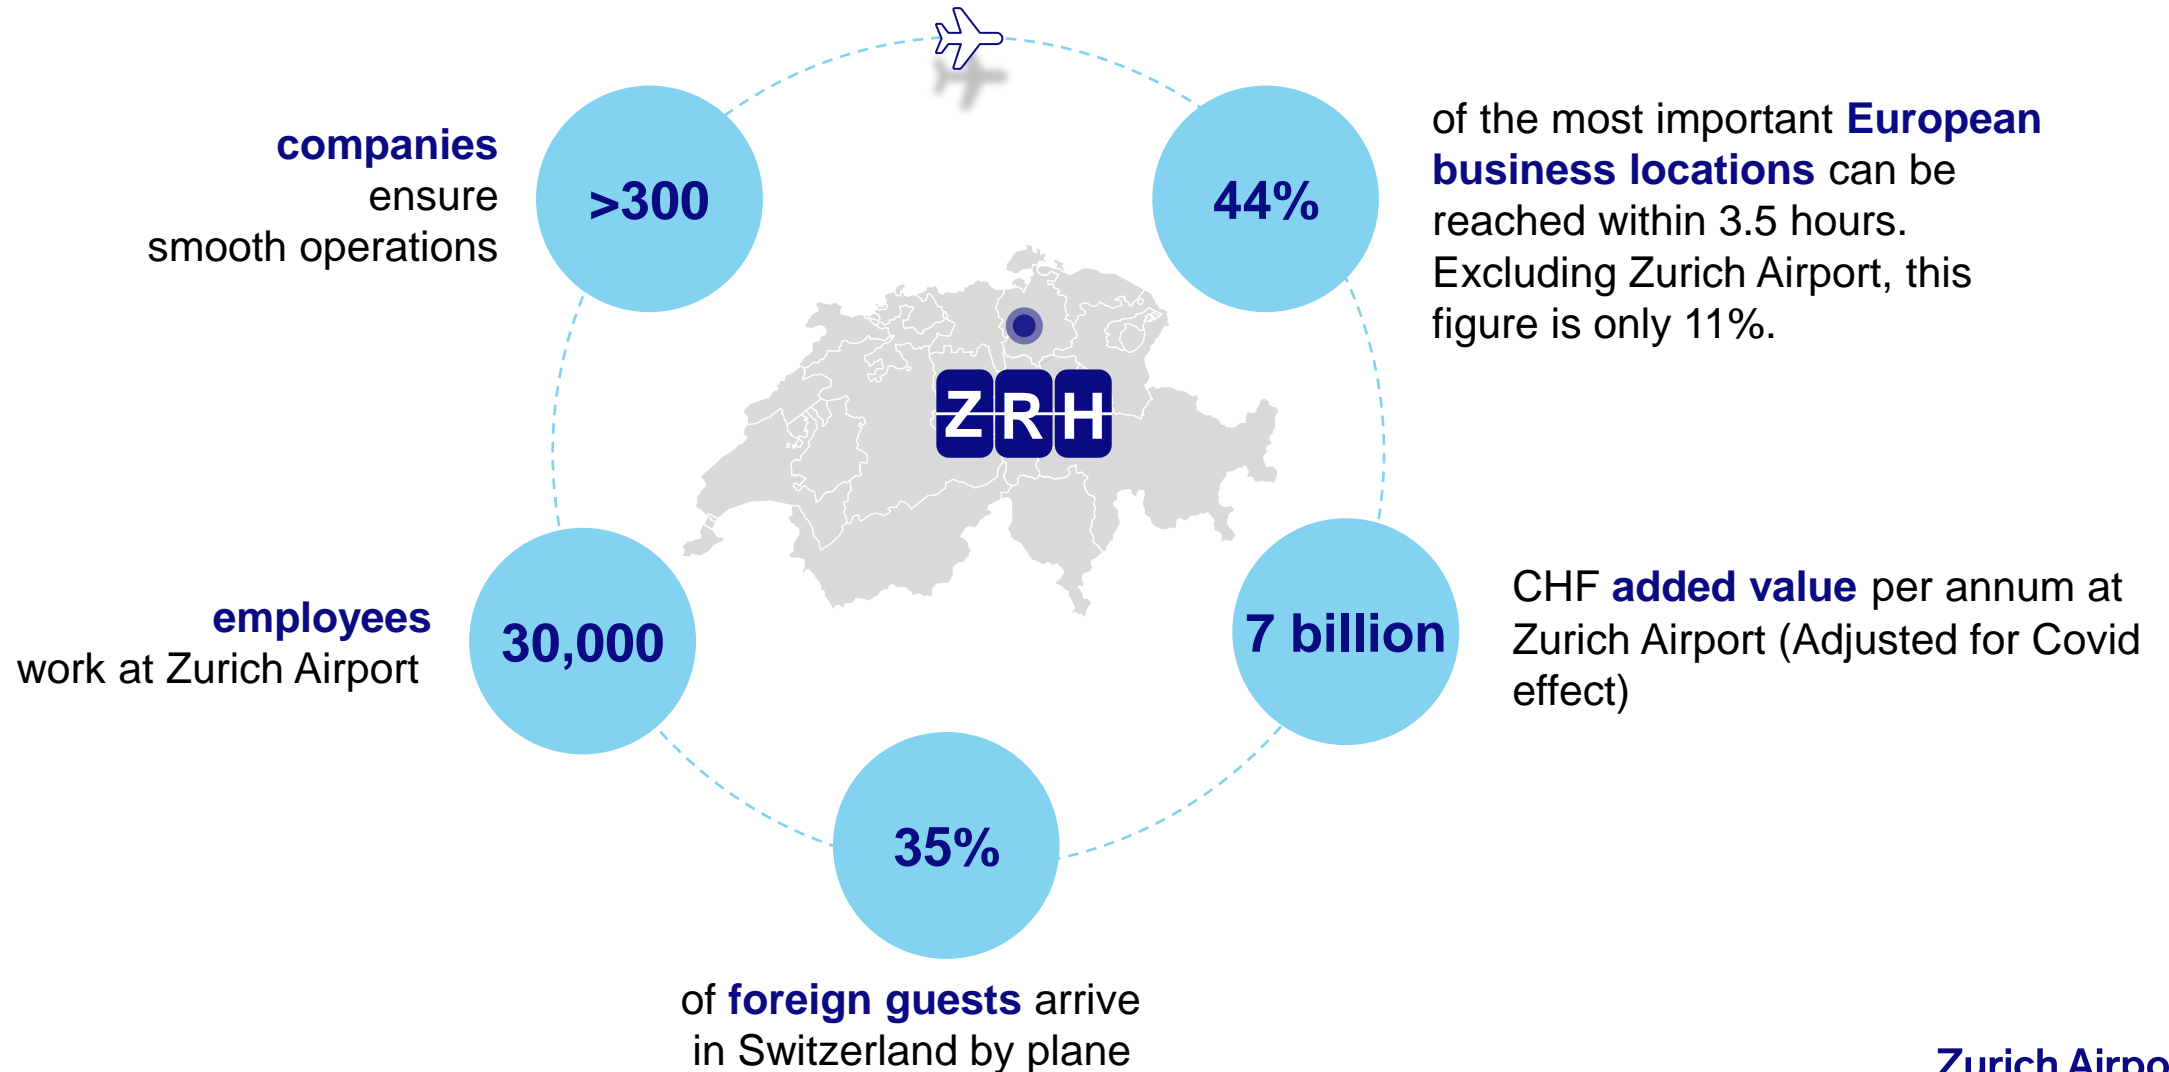 companies
ensure
smooth operations
>300
44%
of the most important European
business locations can be
reached within 3.5 hours.
Excluding Zurich Airport, this
figure is only 11%.
ZRH
employees
work at Zurich Airport
30,000
7 billion
CHF added value per annum at
Zurich Airport (Adjusted for Covid
effect)
35%
of foreign guests arrive
in Switzerland by plane
Zurich Airpo